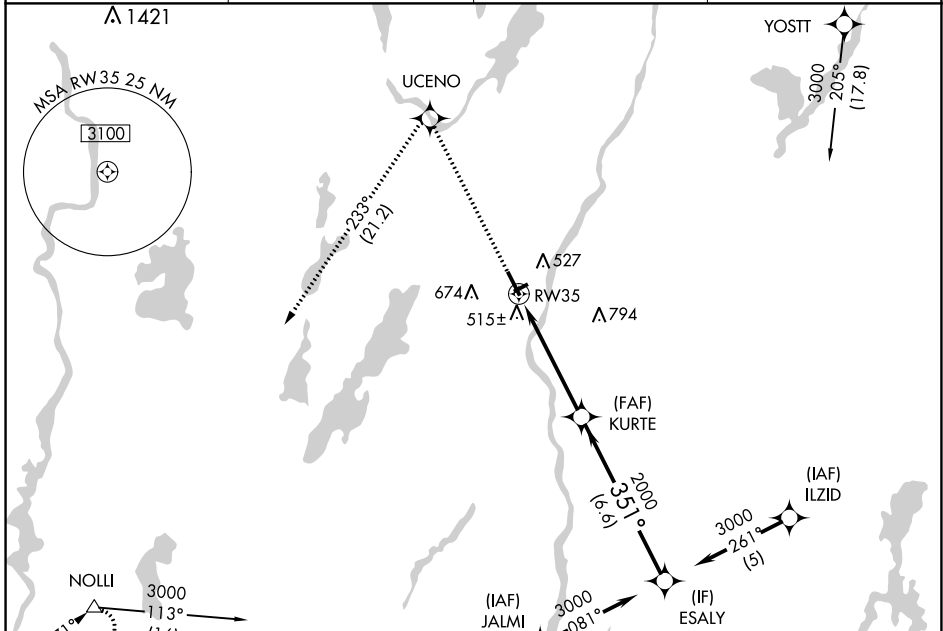 1421
MSA RW35 25 NM
3100
UCENO
YOSTT
3000
205°
(17.8)
233°
(21.2)
527
674
RW35
515±
794
(FAF)
KURTE
2000
351°
(6.6)
(IAF)
ILZID
3000
261°
(5)
NOLLI
3000
113°
(IAF)
JALMI
3000
081°
(IF)
ESALY